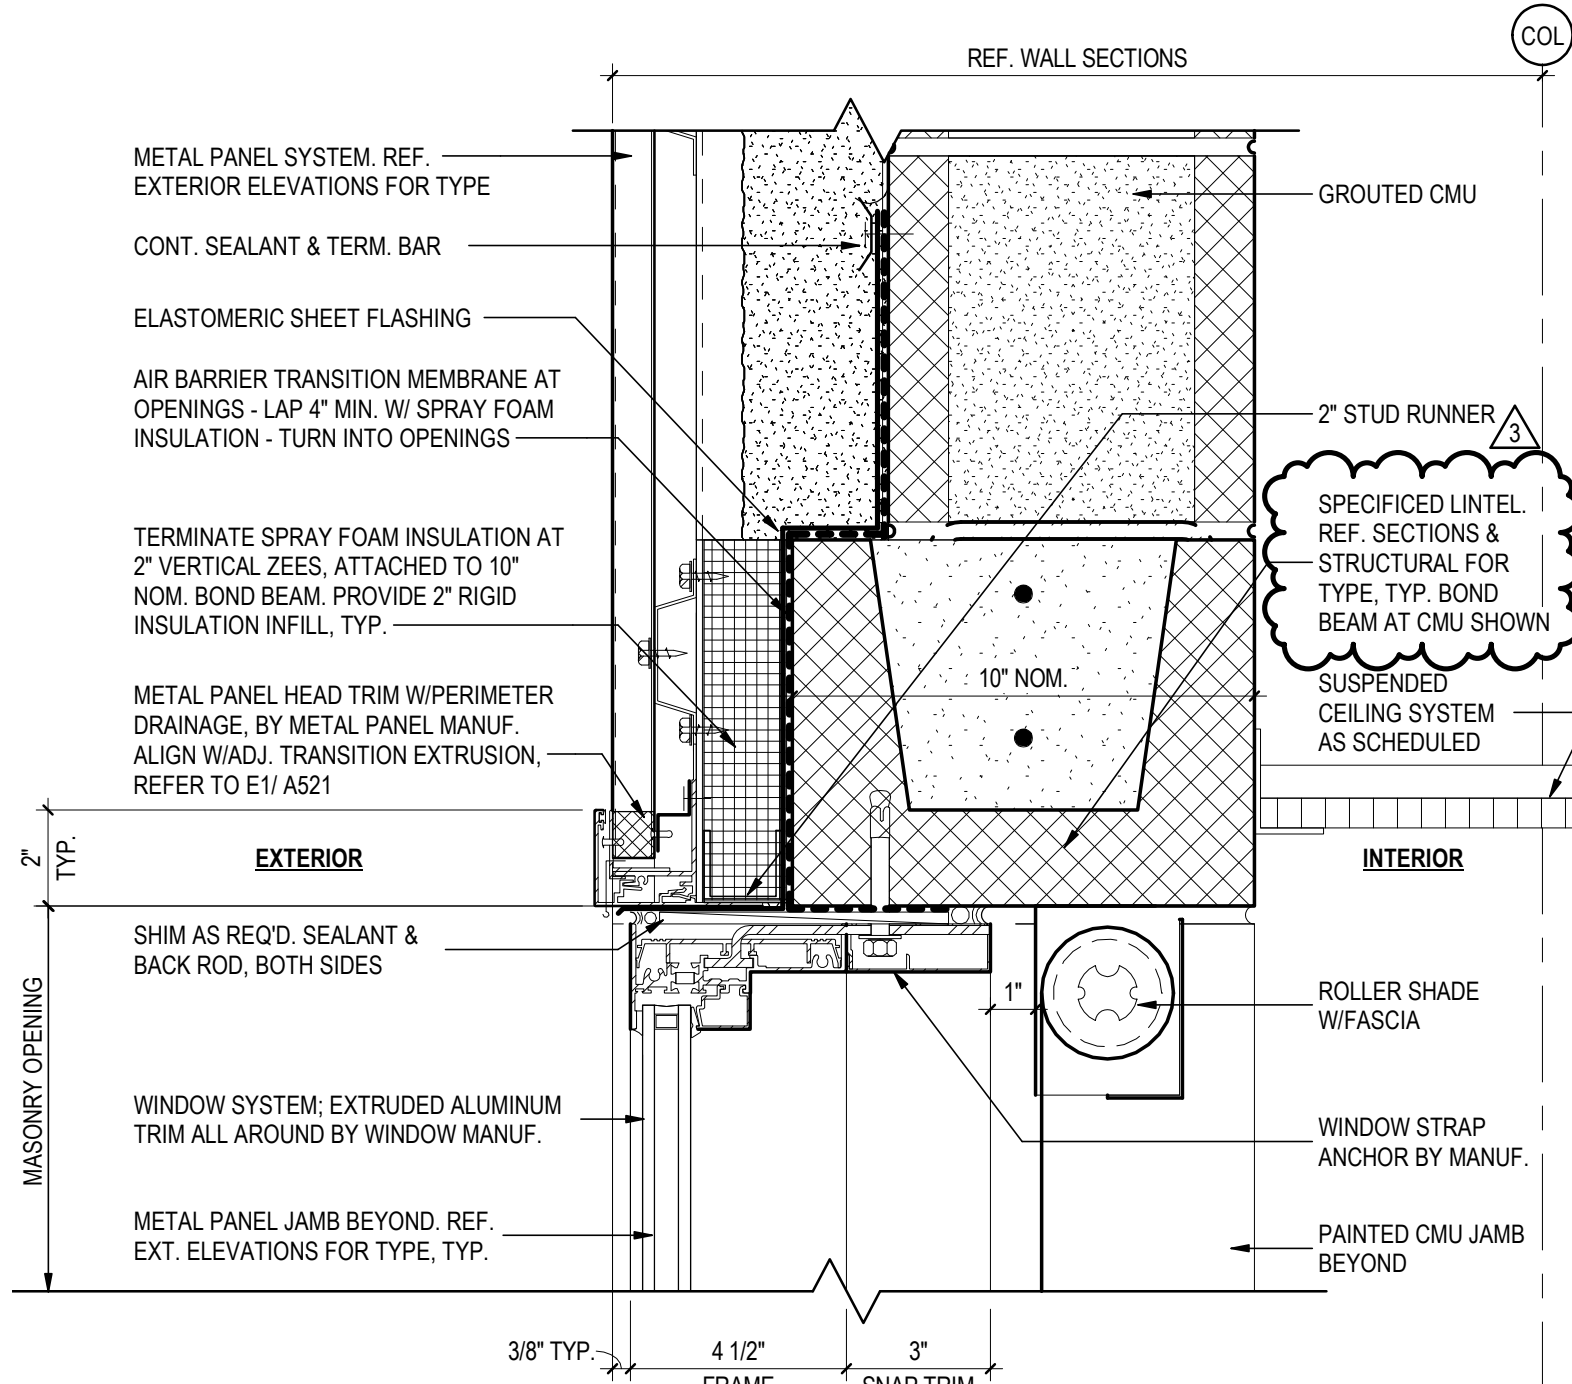 COL
REF. WALL SECTIONS
METAL PANEL SYSTEM. REF.
EXTERIOR ELEVATIONS FOR TYPE
CONT. SEALANT & TERM. BAR
ELASTOMERIC SHEET FLASHING
AIR BARRIER TRANSITION MEMBRANE AT
OPENINGS - LAP 4" MIN. W/ SPRAY FOAM
INSULATION - TURN INTO OPENINGS
TERMINATE SPRAY FOAM INSULATION AT
2" VERTICAL ZEES, ATTACHED TO 10"
NOM. BOND BEAM. PROVIDE 2" RIGID
INSULATION INFILL, TYP.
METAL PANEL HEAD TRIM W/PERIMETER
DRAINAGE, BY METAL PANEL MANUF.
ALIGN W/ADJ. TRANSITION EXTRUSION,
REFER TO E1/ A521
2"
TYP.
EXTERIOR
SHIM AS REQ'D. SEALANT &
BACK ROD, BOTH SIDES
MASONRY OPENING
WINDOW SYSTEM; EXTRUDED ALUMINUM
TRIM ALL AROUND BY WINDOW MANUF.
METAL PANEL JAMB BEYOND. REF.
EXT. ELEVATIONS FOR TYPE, TYP.
10" NOM.
GROUTED CMU
2" STUD RUNNER
3
SPECIFICED LINTEL.
REF. SECTIONS &
STRUCTURAL FOR
TYPE, TYP. BOND
BEAM AT CMU SHOWN
SUSPENDED
CEILING SYSTEM
AS SCHEDULED
INTERIOR
1"
ROLLER SHADE
W/FASCIA
WINDOW STRAP
ANCHOR BY MANUF.
PAINTED CMU JAMB
BEYOND
3/8" TYP.
4 1/2"
FRAME
3"
SNAP TRIM